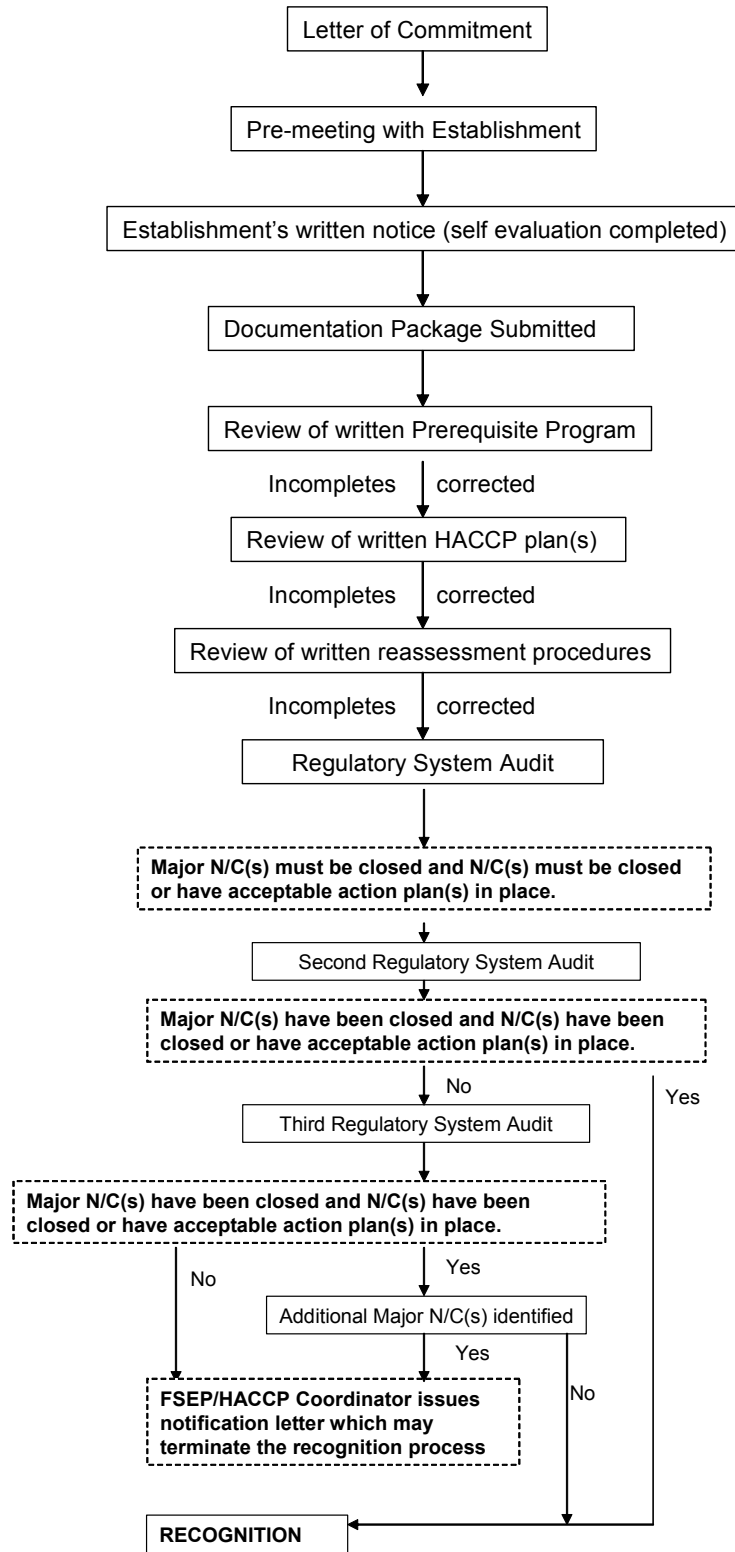 Letter of Commitment
Pre-meeting with Establishment
Establishment’s written notice (self evaluation completed)
Documentation Package Submitted
Review of written Prerequisite Program
Incompletes corrected
Review of written HACCP plan(s)
Incompletes corrected
Review of written reassessment procedures
Incompletes corrected
Regulatory System Audit
Major N/C(s) must be closed and N/C(s) must be closed
or have acceptable action plan(s) in place.
Second Regulatory System Audit
Major N/C(s) have been closed and N/C(s) have been
closed or have acceptable action plan(s) in place.
No
Yes
Third Regulatory System Audit
Major N/C(s) have been closed and N/C(s) have been
closed or have acceptable action plan(s) in place.
No
Yes
Additional Major N/C(s) identified
Yes
No
FSEP/HACCP Coordinator issues
notification letter which may
terminate the recognition process
RECOGNITION